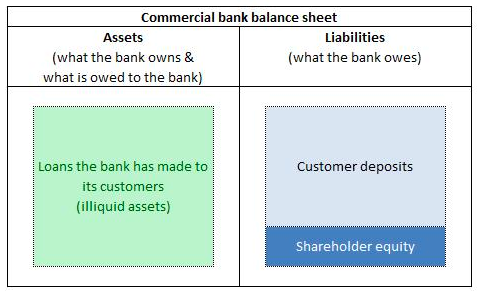 Commercial bank balance sheet
Assets
(what the bank owns &
what is owed to the bank)
Liabilities
(what the bank owes)
Loans the bank has made to
its customers
(illiquid assets)
Customer deposits
Shareholder equity